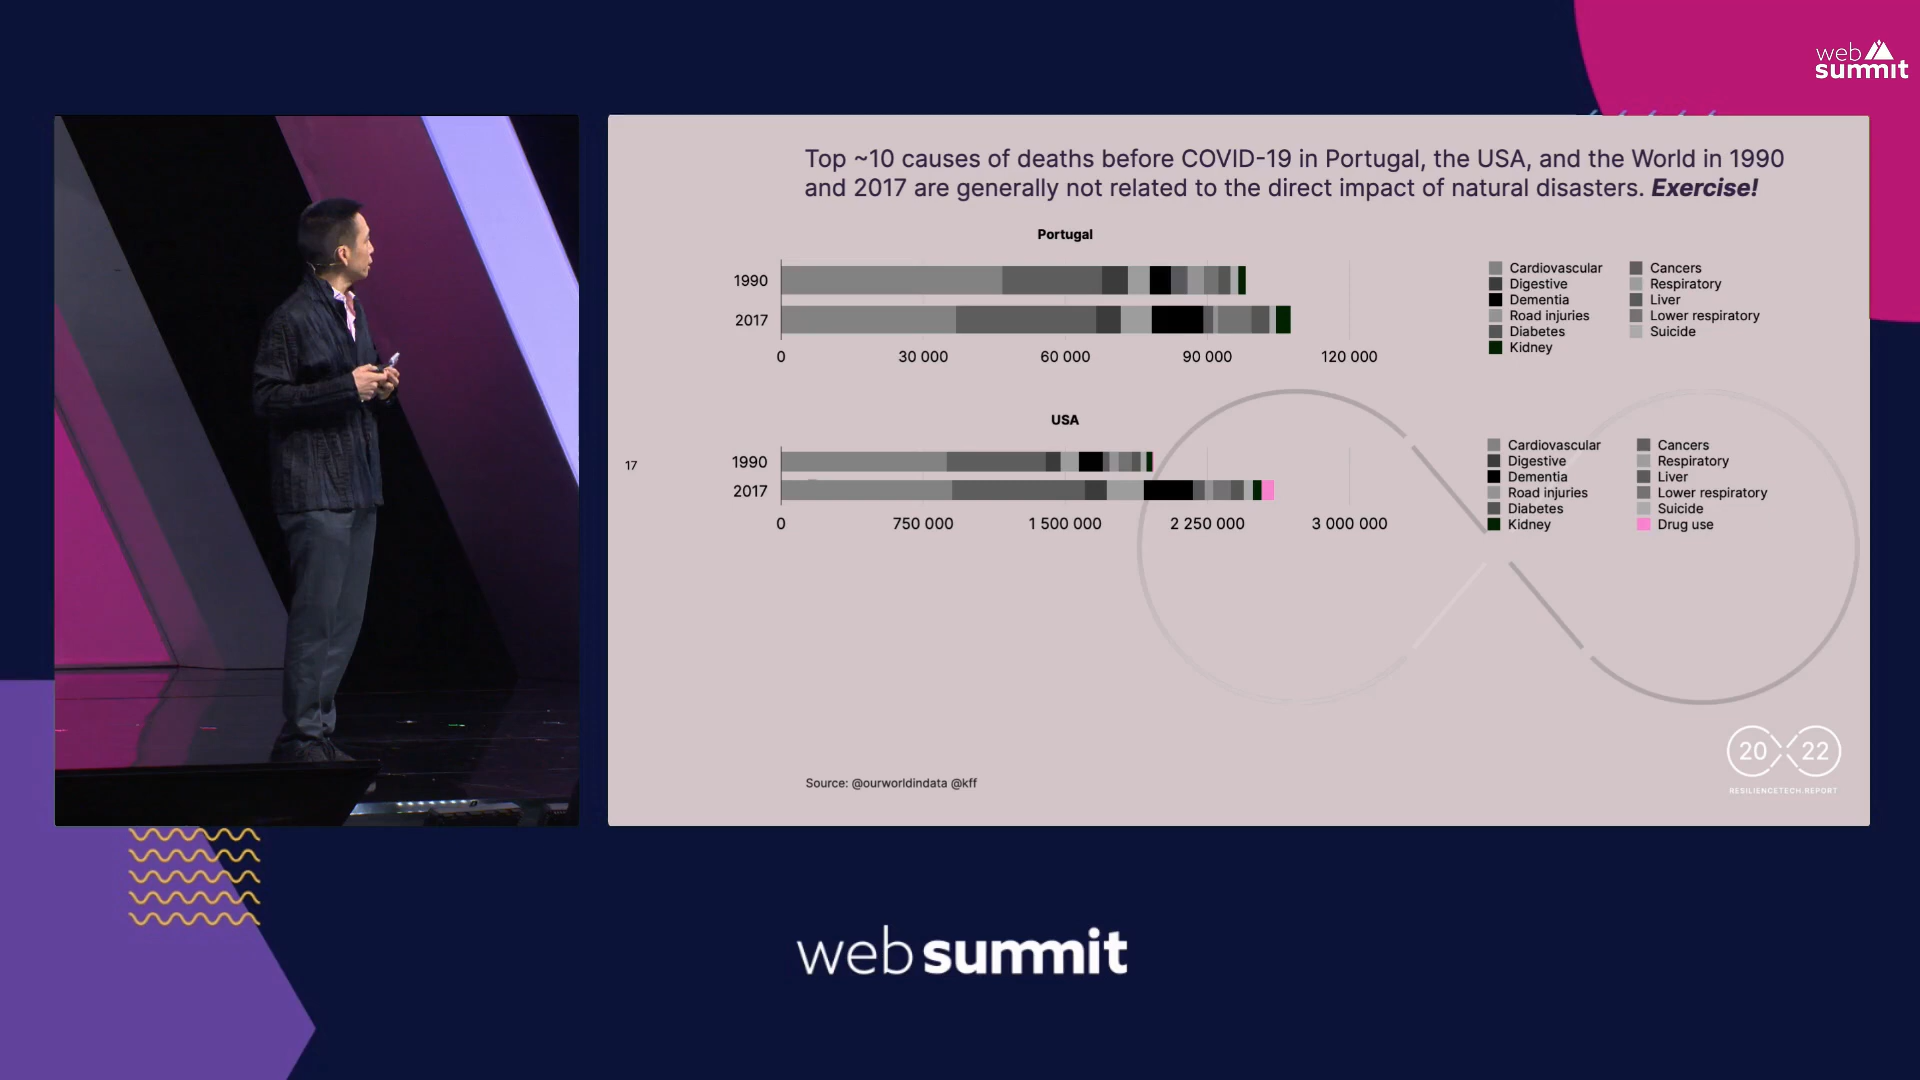 web
summit
Top ~10 causes of deaths before COVID-19 in Portugal, the USA, and the World in 1990
and 2017 are generally not related to the direct impact of natural disasters. Exercise!
Portugal
1990
2017
0 30 000 60 000 90 000 120 000
Cardiovascular Cancers
Digestive Respiratory
Dementia Liver
Road injuries Lower respiratory
Diabetes Suicide
Kidney
USA
17
1990
2017
0 750 000 1 500 000 2 250 000 3 000 000
Cardiovascular Cancers
Digestive Respiratory
Dementia Liver
Road injuries Lower respiratory
Diabetes Suicide
Kidney Drug use
Source: @ourworldindata @kff
20 22
RESILIENCETECH.REPORT
web summit